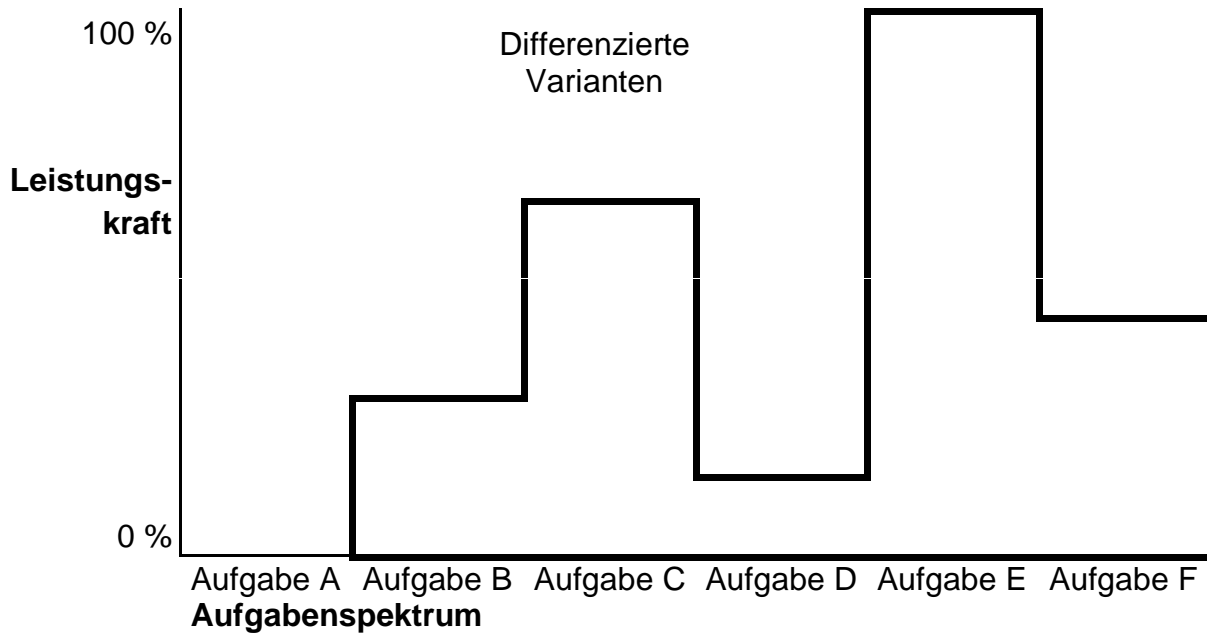 100 %
Differenzierte
Varianten
Leistungs-
kraft
0 %
Aufgabe A Aufgabe B Aufgabe C Aufgabe D Aufgabe E Aufgabe F
Aufgabenspektrum